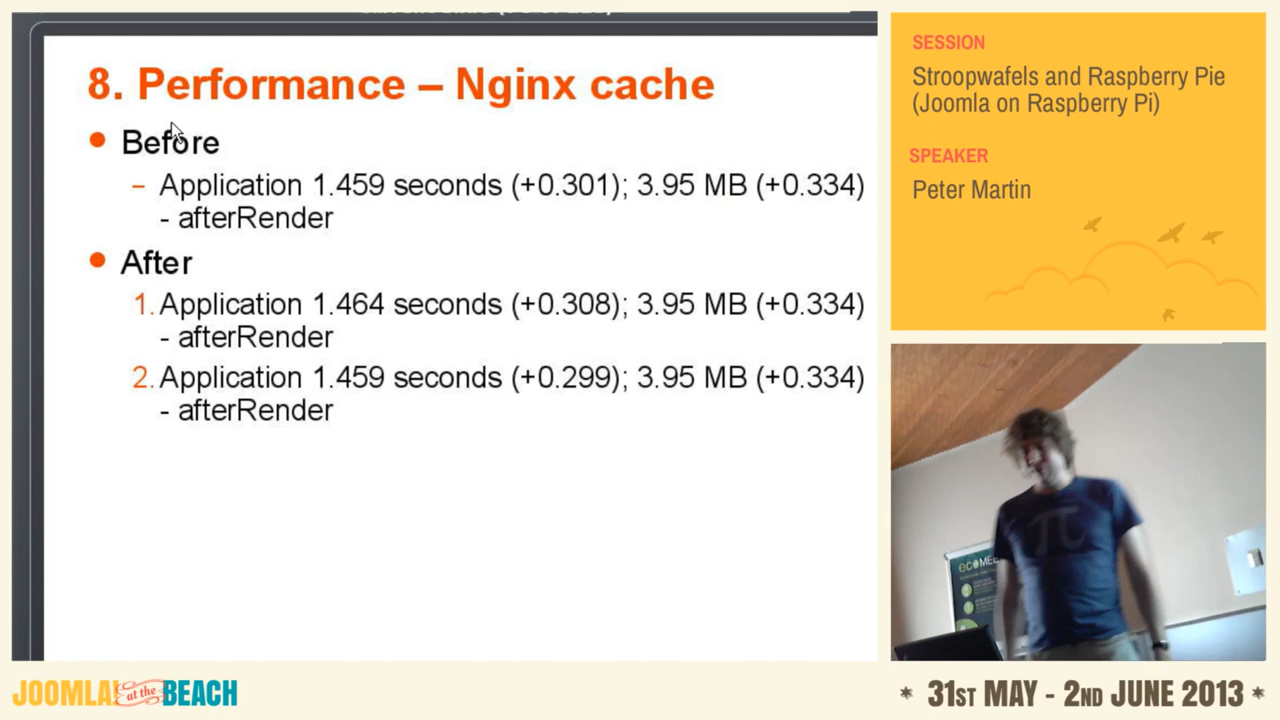 8. Performance – Nginx cache
Before
– Application 1.459 seconds (+0.301); 3.95 MB (+0.334)
- afterRender
After
1. Application 1.464 seconds (+0.308); 3.95 MB (+0.334)
- afterRender
2. Application 1.459 seconds (+0.299); 3.95 MB (+0.334)
- afterRender
SESSION
Stroopwafels and Raspberry Pie
(Joomla on Raspberry Pi)
SPEAKER
Peter Martin
π
JOOMLA! at the BEACH
* 31ST MAY - 2ND JUNE 2013 *